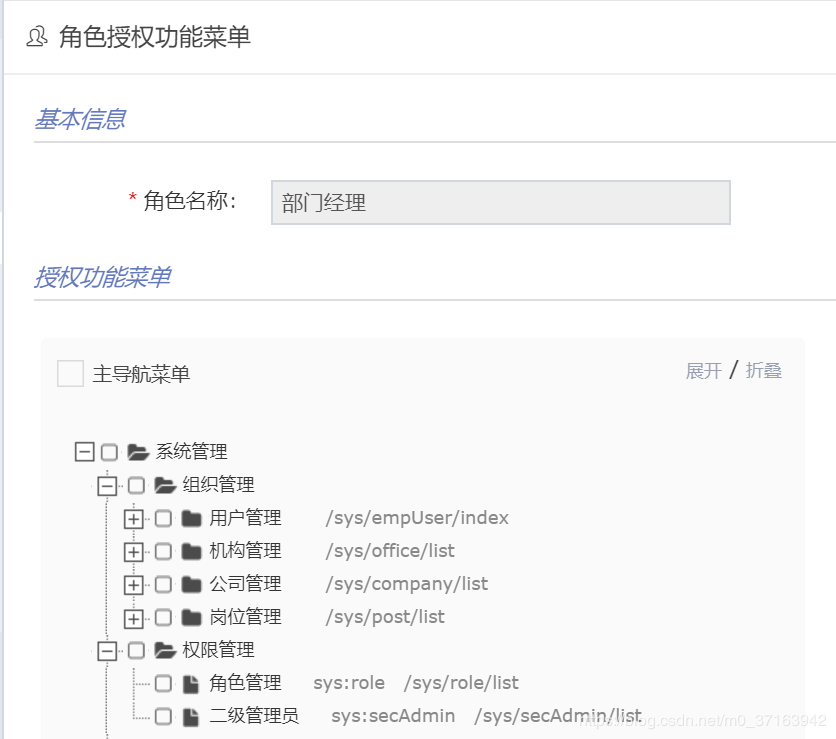 角色授权功能菜单
基本信息
* 角色名称： 部门经理
授权功能菜单
主导航菜单 展开 / 折叠
系统管理
组织管理
用户管理 /sys/empUser/index
机构管理 /sys/office/list
公司管理 /sys/company/list
岗位管理 /sys/post/list
权限管理
角色管理 sys:role /sys/role/list
二级管理员 sys:secAdmin /sys/secAdmin/list
https://blog.csdn.net/m0_37163942